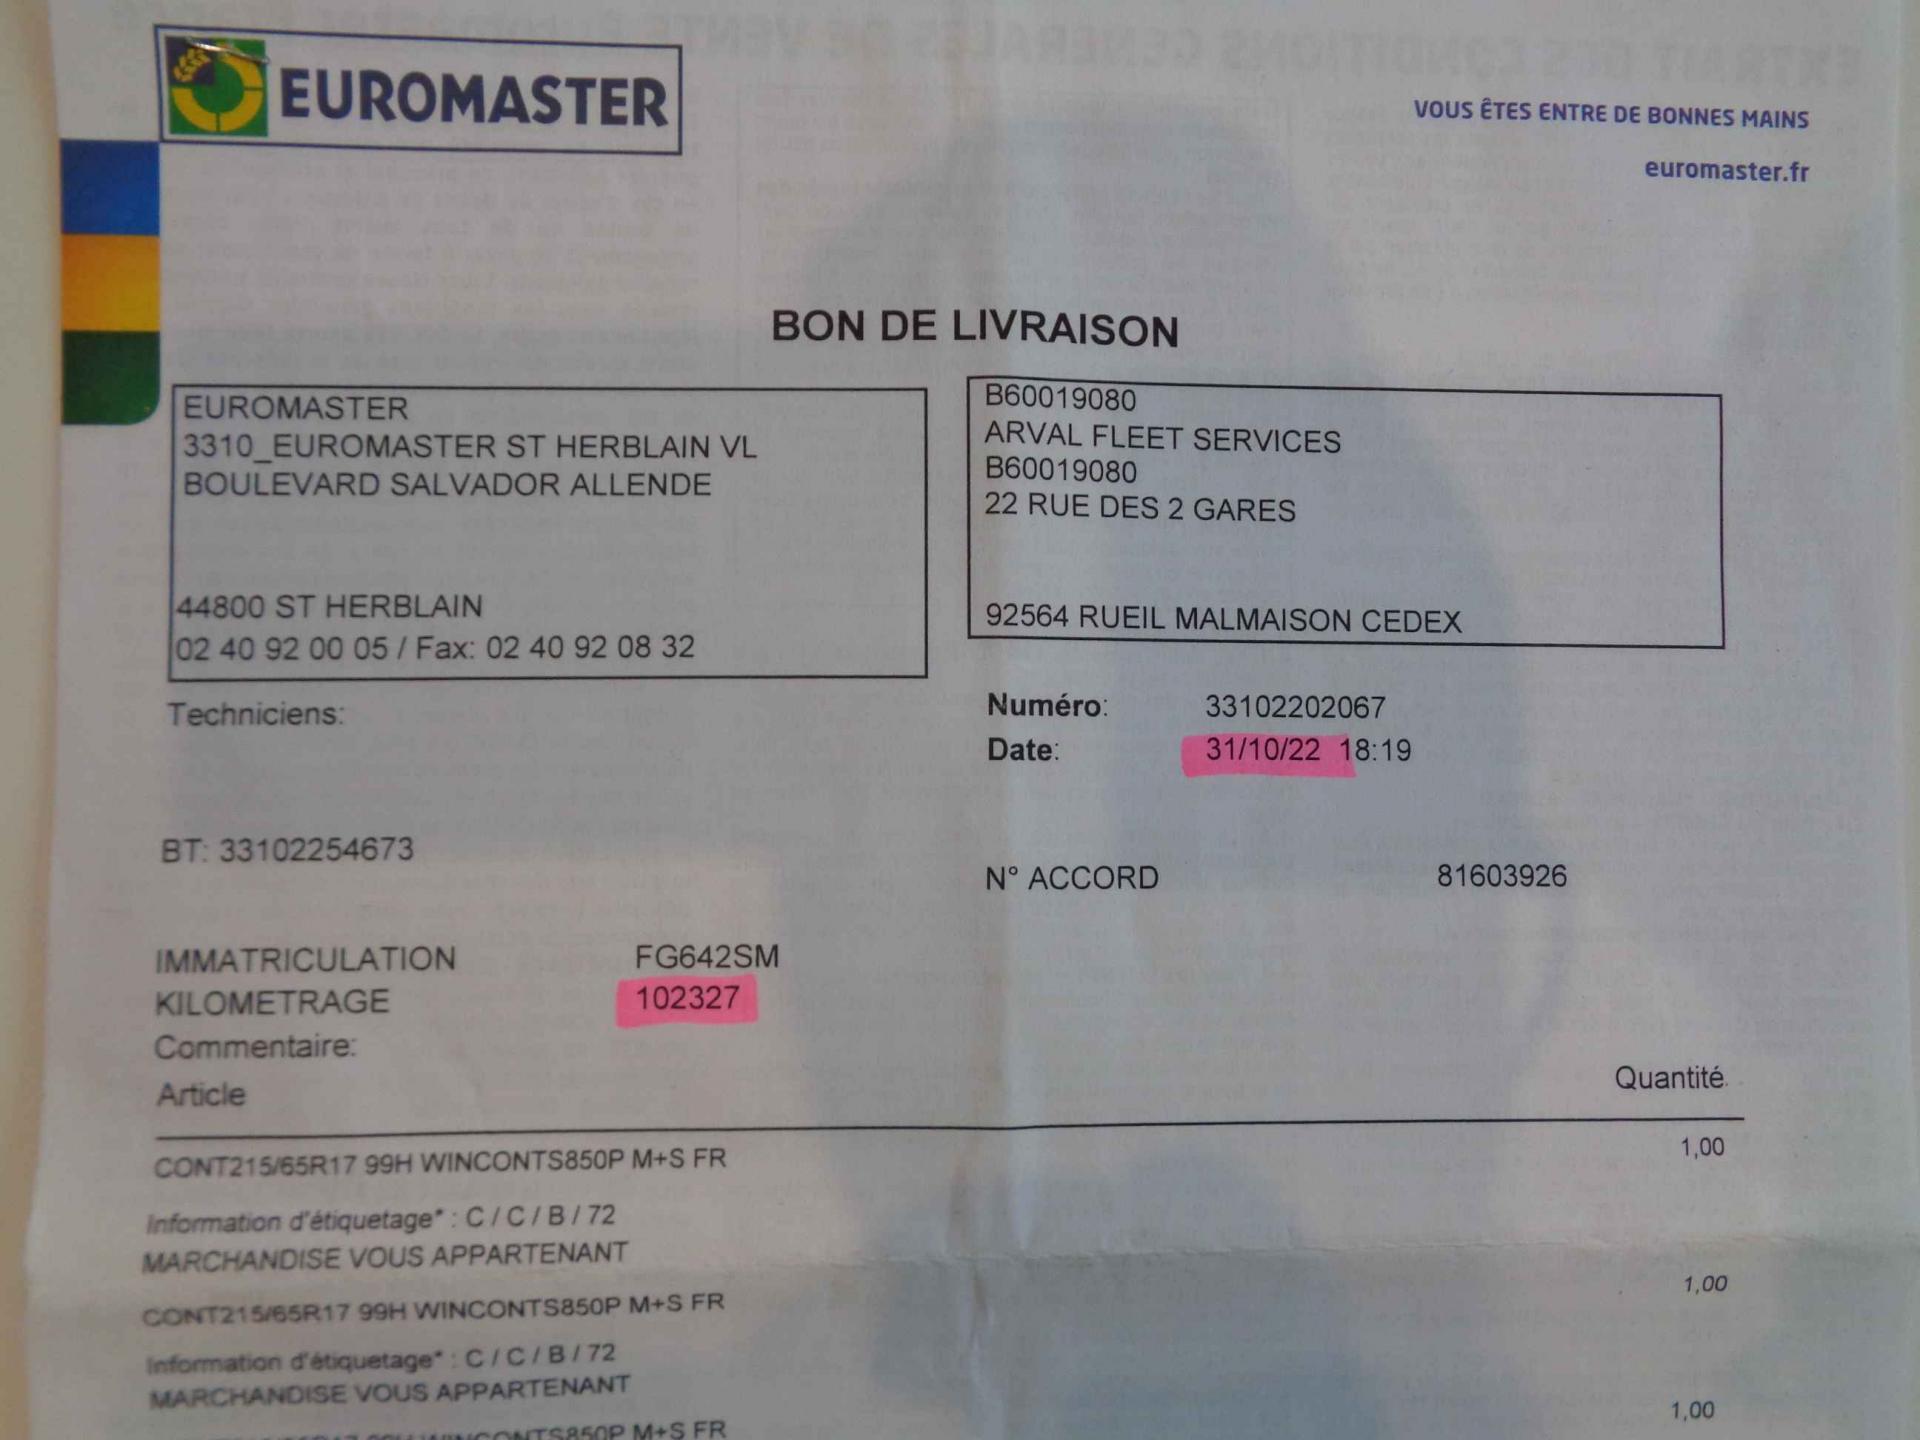 EUROMASTER
VOUS ÊTES ENTRE DE BONNES MAINS
euromaster.fr
BON DE LIVRAISON
EUROMASTER
3310_EUROMASTER ST HERBLAIN VL
BOULEVARD SALVADOR ALLENDE
44800 ST HERBLAIN
02 40 92 00 05 / Fax: 02 40 92 08 32
B60019080
ARVAL FLEET SERVICES
B60019080
22 RUE DES 2 GARES
92564 RUEIL MALMAISON CEDEX
Techniciens:
Numéro: 33102202067
Date: 31/10/22 18:19
BT: 33102254673
N° ACCORD 81603926
IMMATRICULATION FG642SM
KILOMETRAGE 102327
Commentaire:
Article Quantité
CONT215/65R17 99H WINCONTS850P M+S FR 1,00
Information d'étiquetage* : C / C / B / 72
MARCHANDISE VOUS APPARTENANT
CONT215/65R17 99H WINCONTS850P M+S FR 1,00
Information d'étiquetage* : C / C / B / 72
MARCHANDISE VOUS APPARTENANT
WINCONTS850P M+S FR 1,00